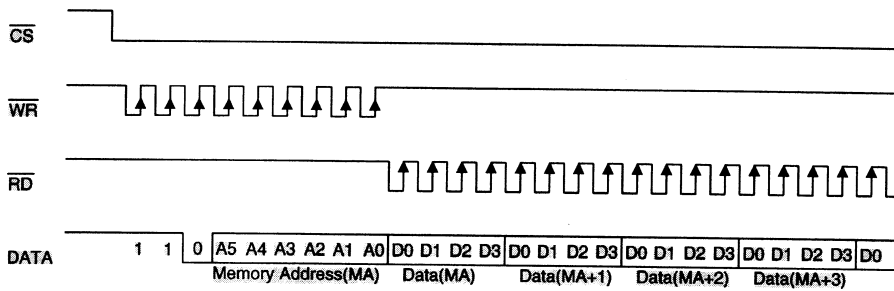 CS
WR
RD
DATA 1 1 0 A5 A4 A3 A2 A1 A0 D0 D1 D2 D3 D0 D1 D2 D3 D0 D1 D2 D3 D0 D1 D2 D3 D0
Memory Address(MA) Data(MA) Data(MA+1) Data(MA+2) Data(MA+3)